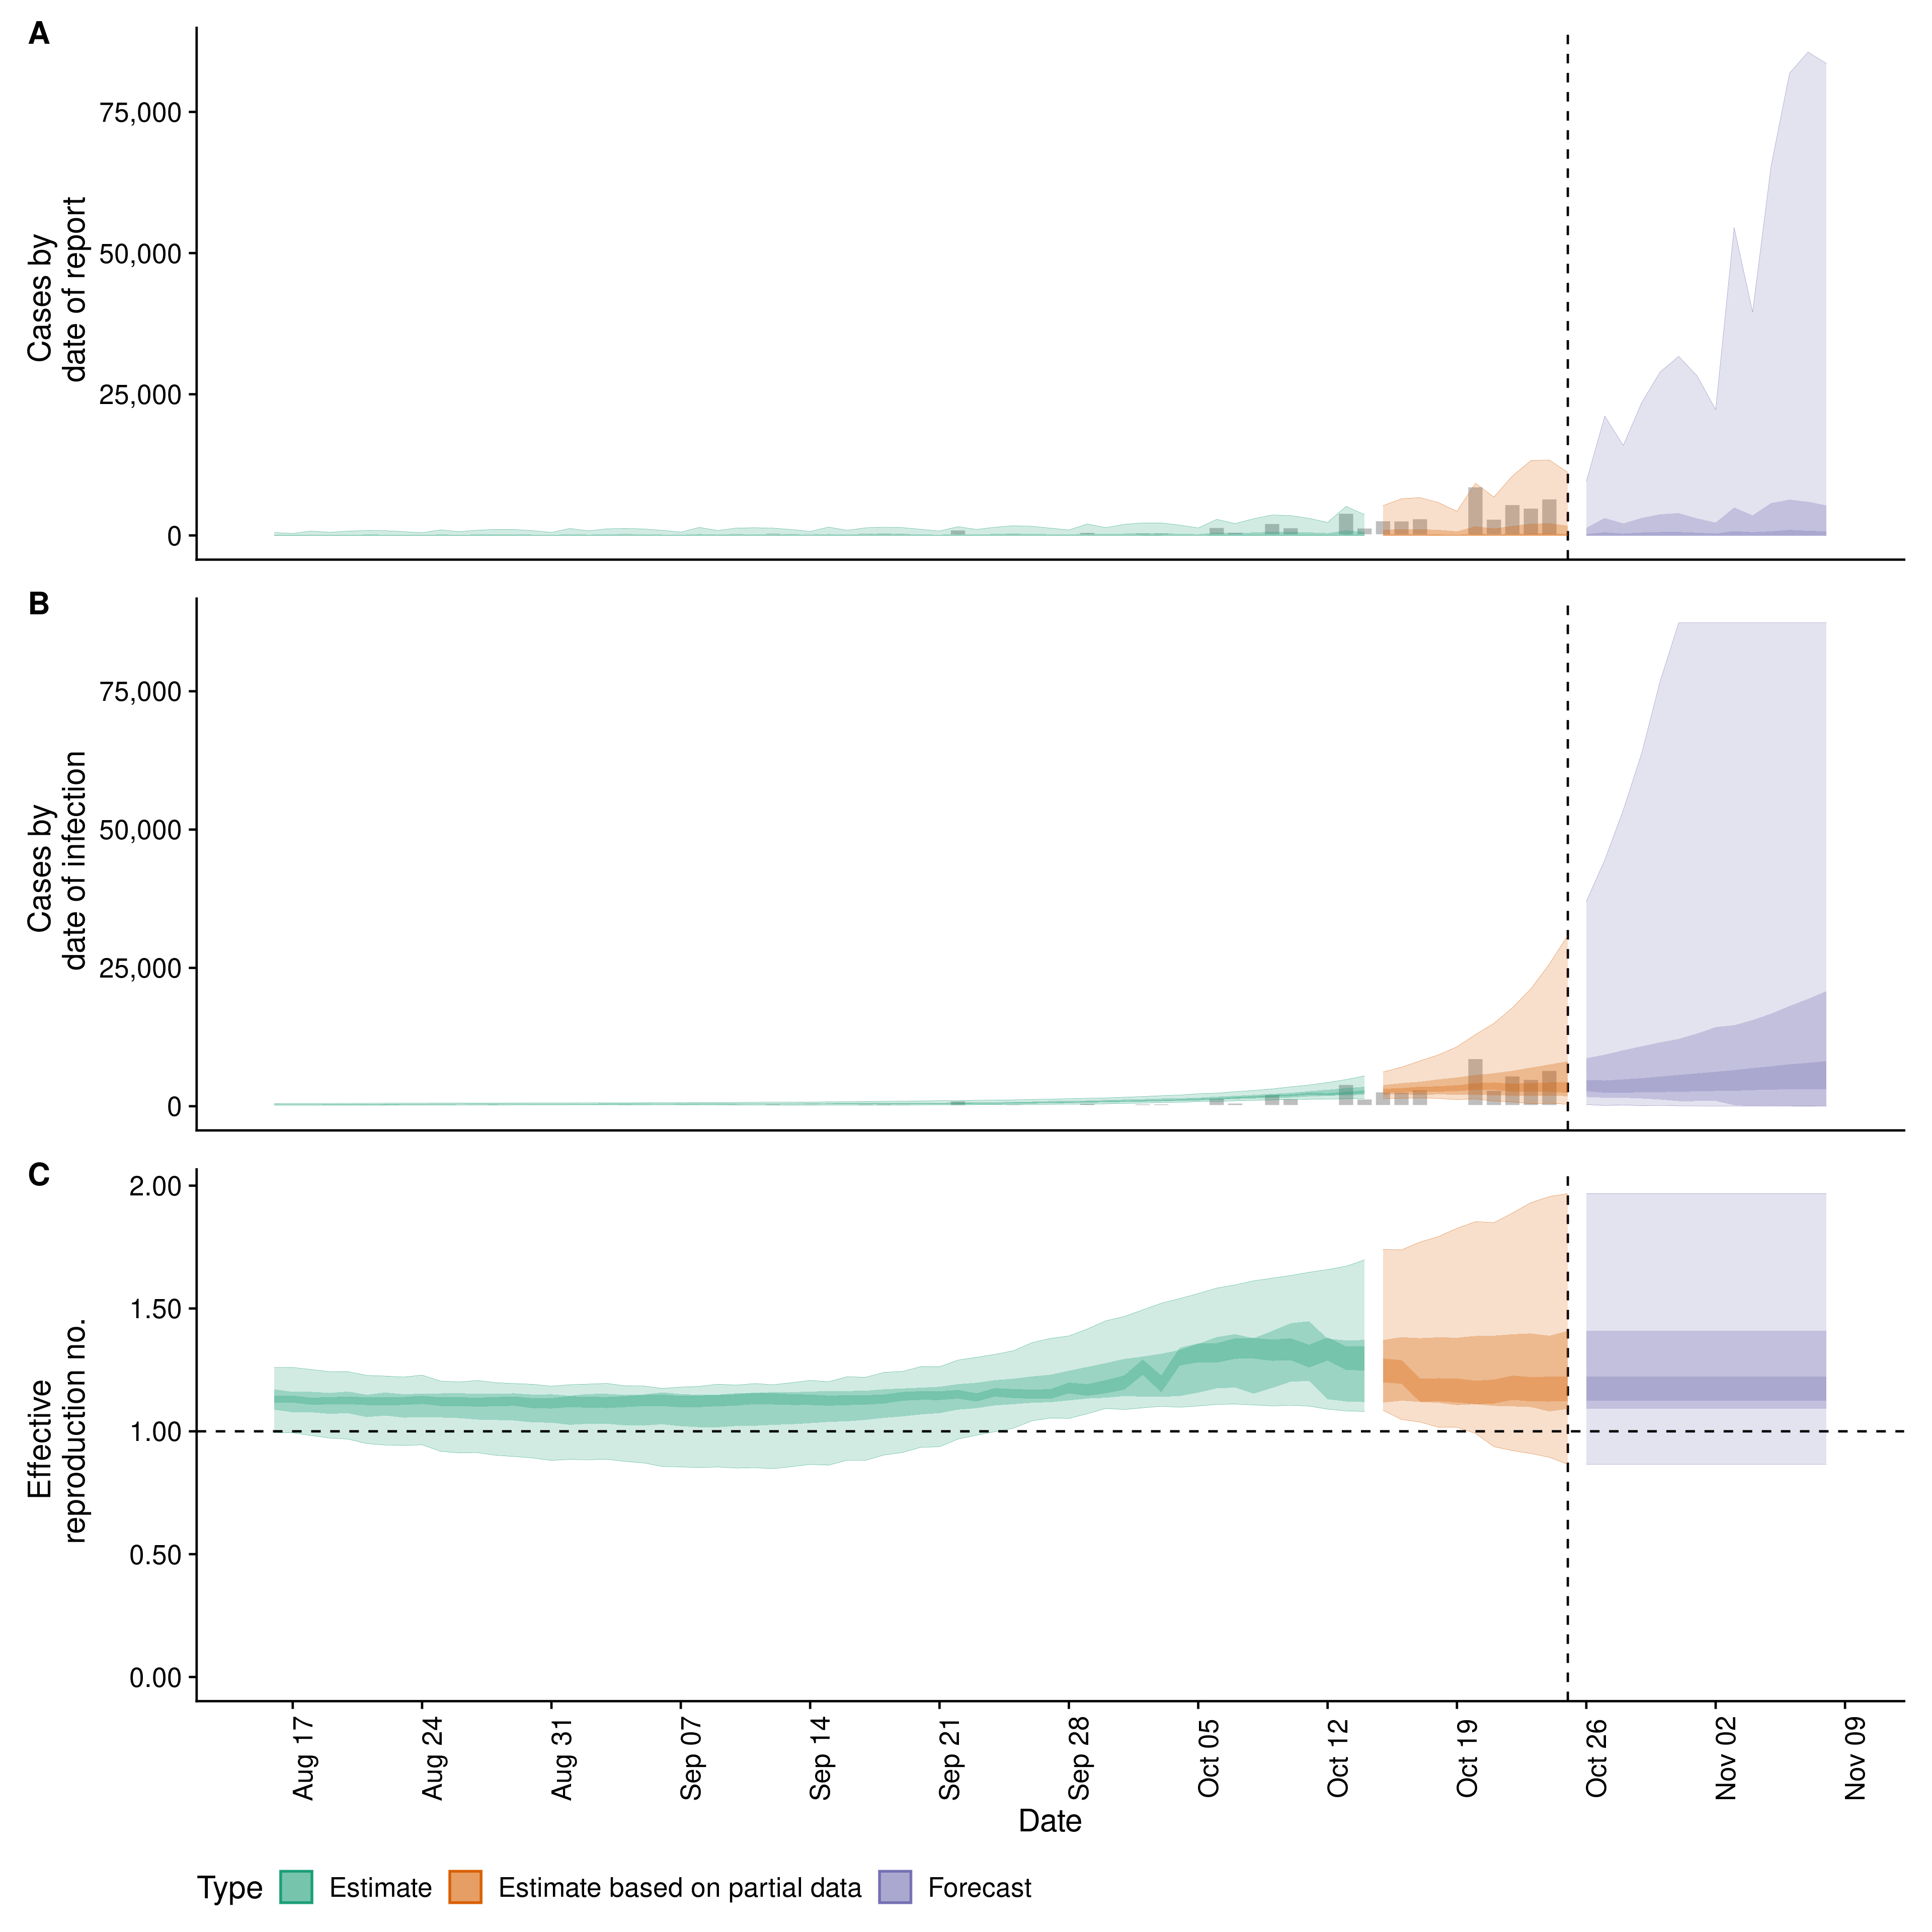 A
Cases by
date of report
75,000
50,000
25,000
0
B
Cases by
date of infection
75,000
50,000
25,000
0
C
Effective
reproduction no.
2.00
1.50
1.00
0.50
0.00
Aug 17
Aug 24
Aug 31
Sep 07
Sep 14
Sep 21
Sep 28
Oct 05
Oct 12
Oct 19
Oct 26
Nov 02
Nov 09
Date
Type Estimate Estimate based on partial data Forecast